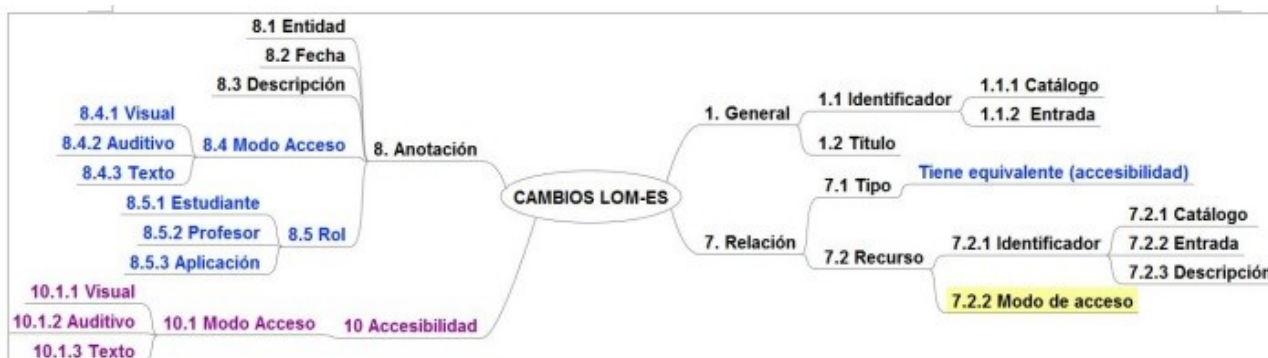 CAMBIOS LOM-ES
1. General
1.1 Identificador
1.1.1 Catálogo
1.1.2 Entrada
1.2 Título
7. Relación
7.1 Tipo
Tiene equivalente (accesibilidad)
7.2 Recurso
7.2.1 Identificador
7.2.1 Catálogo
7.2.2 Entrada
7.2.3 Descripción
7.2.2 Modo de acceso
8. Anotación
8.1 Entidad
8.2 Fecha
8.3 Descripción
8.4 Modo Acceso
8.4.1 Visual
8.4.2 Auditivo
8.4.3 Texto
8.5 Rol
8.5.1 Estudiante
8.5.2 Profesor
8.5.3 Aplicación
10 Accesibilidad
10.1 Modo Acceso
10.1.1 Visual
10.1.2 Auditivo
10.1.3 Texto